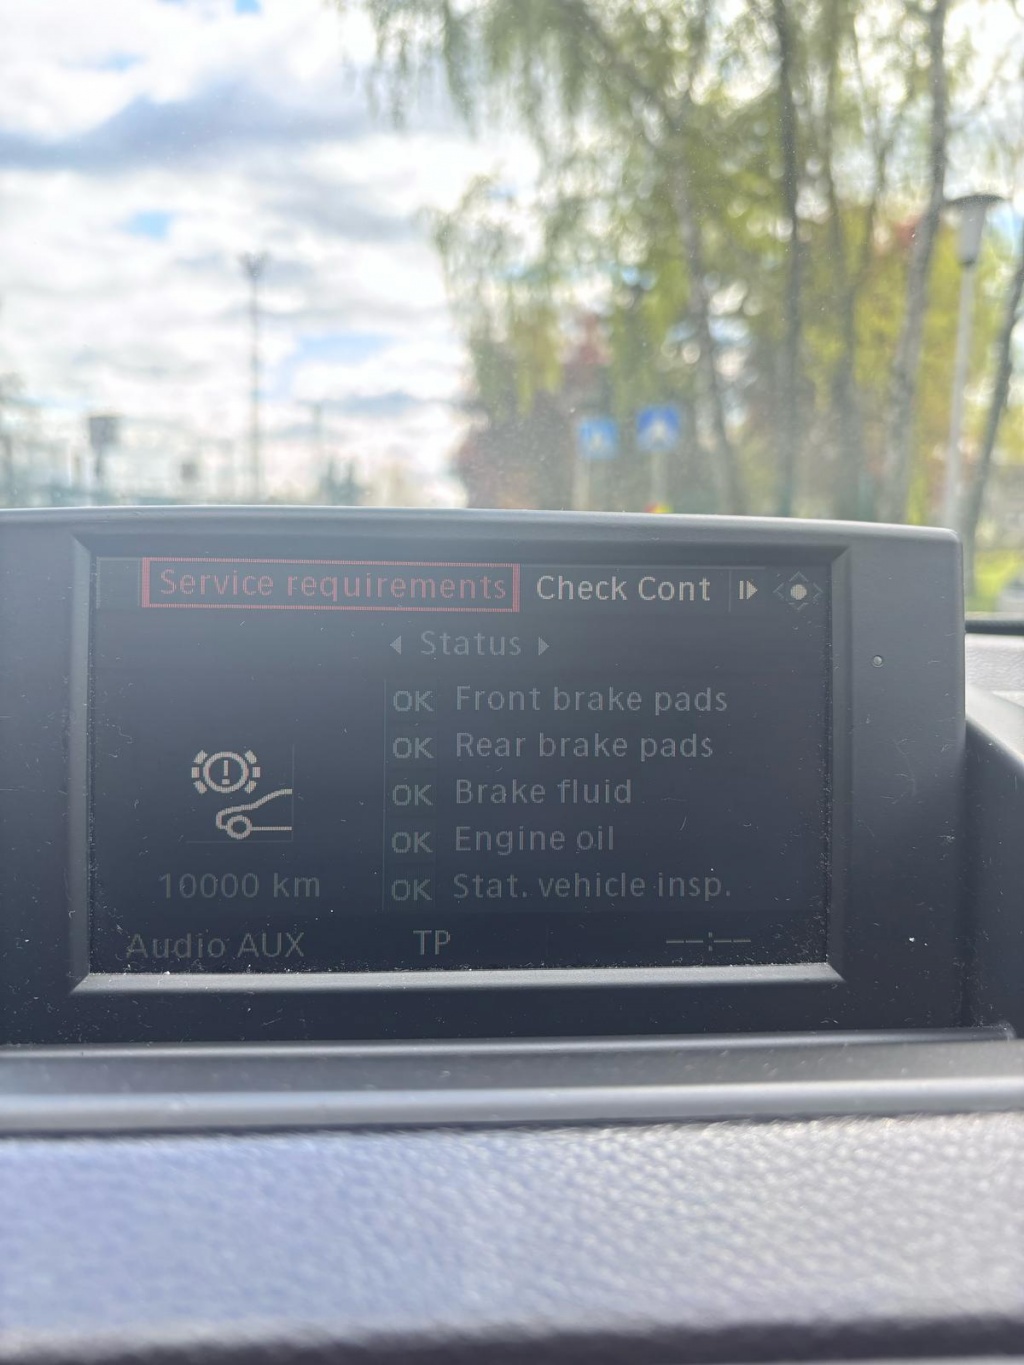 Service requirements Check Cont
Status
OK Front brake pads
OK Rear brake pads
OK Brake fluid
OK Engine oil
10000 km OK Stat. vehicle insp.
Audio AUX TP --:--